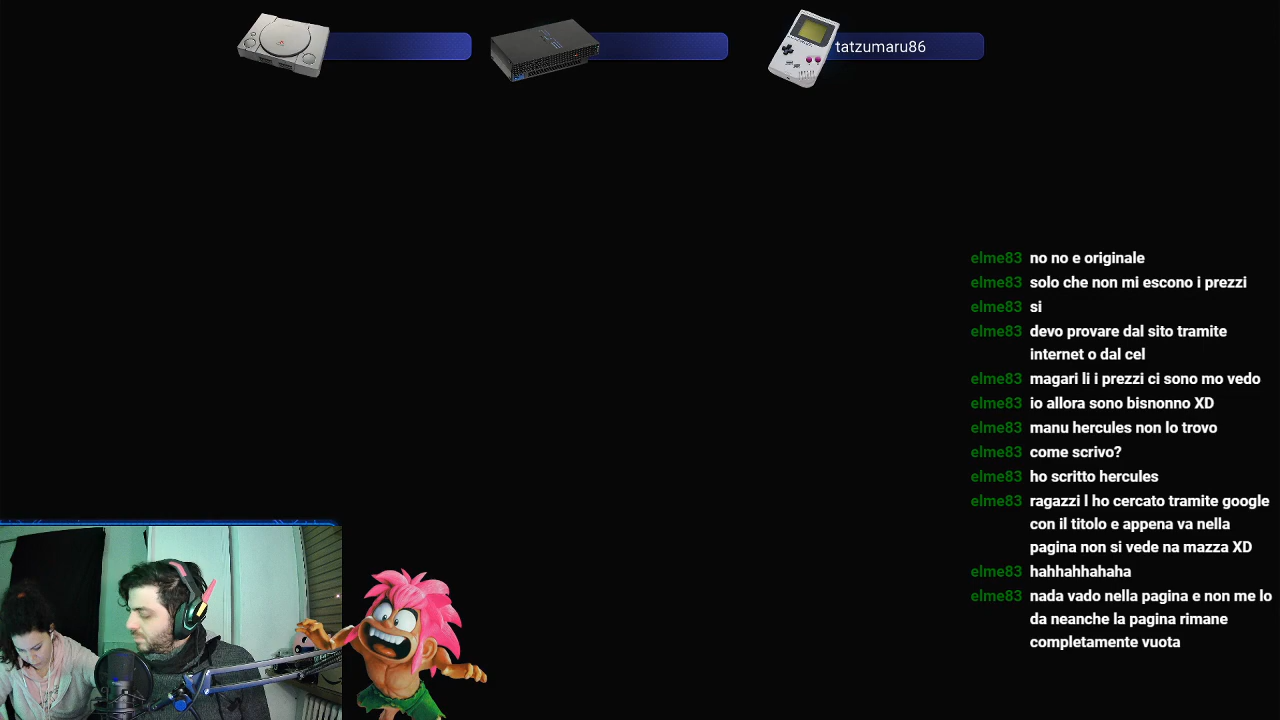 tatzumaru86
elme83 no no e originale
elme83 solo che non mi escono i prezzi
elme83 si
elme83 devo provare dal sito tramite
internet o dal cel
elme83 magari li i prezzi ci sono mo vedo
elme83 io allora sono bisnonno XD
elme83 manu hercules non lo trovo
elme83 come scrivo?
elme83 ho scritto hercules
elme83 ragazzi l ho cercato tramite google
con il titolo e appena va nella
pagina non si vede na mazza XD
elme83 hahhahhahaha
elme83 nada vado nella pagina e non me lo
da neanche la pagina rimane
completamente vuota